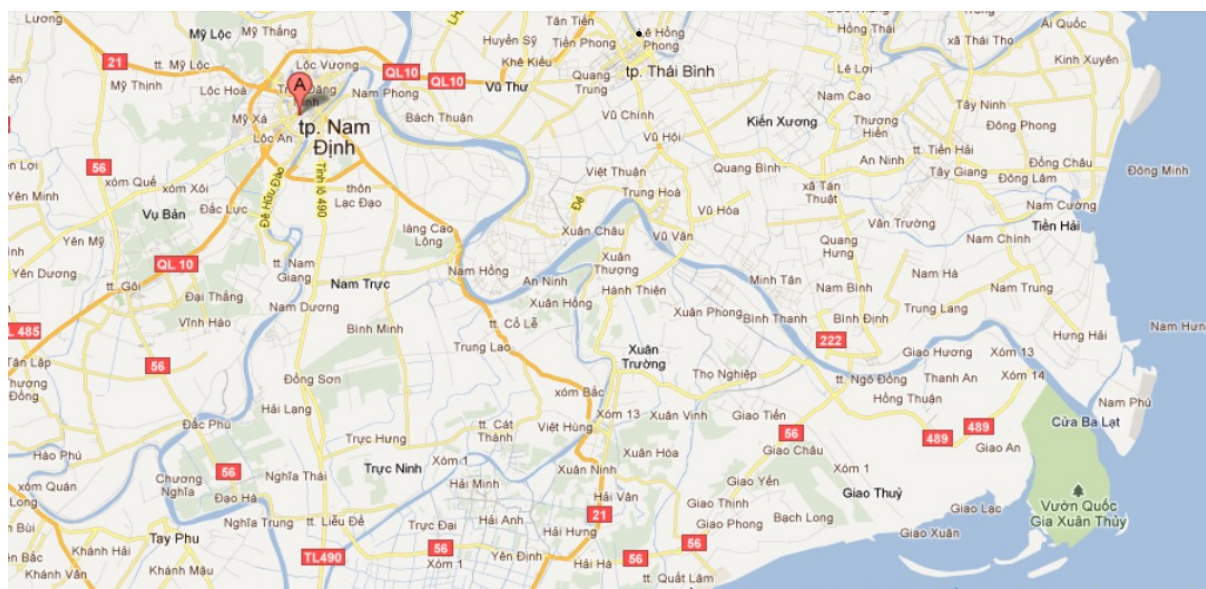 Lương
Mỹ Lộc
Mỹ Thắng
Huyền Sỹ
Tân Tiến
Tiền Phong
Lê Hồng
Phong
Hồng Thái
xã Thái Thọ
Ái Quốc
21
tt. Mỹ Lộc
Lộc Vượng
QL10
QL10
Khê Kiều
Quang
Trung
tp. Thái Bình
Lê Lợi
Kinh Xuyên
Mỹ Thịnh
Lộc Hoà
A
Nam Phong
Vũ Thư
Nam Cao
Tây Ninh
Mỹ Xá
tp. Nam
Định
Bách Thuận
Vũ Chính
Kiến Xương
Thượng
Hiền
Đông Phong
Lộc An
Vũ Hội
tt. Tiền Hải
56
Yên Minh
xóm Quế
xóm Xôi
Đê Hữu Đào
Tỉnh lộ 490
thôn
Lạc Đạo
Việt Thuận
Quang Bình
An Ninh
Tây Giang
Đồng Châu
Đông Lâm
Đông Minh
Vụ Bản
Đắc Lực
Trung Hoà
Đê
Vũ Hòa
xã Tân
Thuật
Vân Trường
Nam Cường
Tiền Hải
Yên Mỹ
làng Cao
Lộng
Xuân Châu
Vũ Vân
Quang
Hưng
Nam Chính
Yên Dương
QL 10
tt. Nam
Giang
Nam Trực
Nam Hồng
An Ninh
Xuân
Thượng
Hành Thiện
Minh Tân
Nam Bình
Nam Hà
Nam Trung
tt. Gôi
Đại Thắng
Nam Dương
Xuân Hồng
Xuân Phong
Bình Thanh
Bình Định
Trung Lang
Vĩnh Hào
Bình Minh
tt. Cổ Lễ
Hưng Hải
Nam Hưn
L 485
Tân Lập
56
Trung Lao
Xuân
Trường
222
Giao Hương
Xóm 13
Thượng
Đồng
Đồng Sơn
xóm Bắc
Thọ Nghiệp
tt. Ngô Đồng
Thanh An
Xóm 14
Hồng Thuận
Nam Phú
Hải Lạng
Xóm 13
Xuân Vinh
Giao Tiến
Đắc Phú
tt. Cát
Thành
Việt Hùng
56
489
489
Cửa Ba Lạt
Hào Phú
Trực Hưng
Xuân Hòa
Giao Châu
Giao An
xóm Quán
Chương
Nghĩa
56
Nghĩa Thái
Trực Ninh
Xóm 1
Xuân Ninh
Giao Yến
Xóm 1
Long
Đạo Hà
Hải Minh
Hải Vân
Giao Thịnh
Giao Thuỷ
Giao Lạc
Vườn Quốc
Gia Xuân Thủy
Nghĩa Trung
tt. Liễu Đề
Trực Đại
Hải Anh
21
Giao Phong
Bạch Long
Giao Xuân
Tay Phu
Hải Hưng
Khánh Hải
TL490
56
Xóm 1
Yên Định
56
56
Khánh Vân
Khánh Mậu
Hải Hà
tt. Quất Lâm